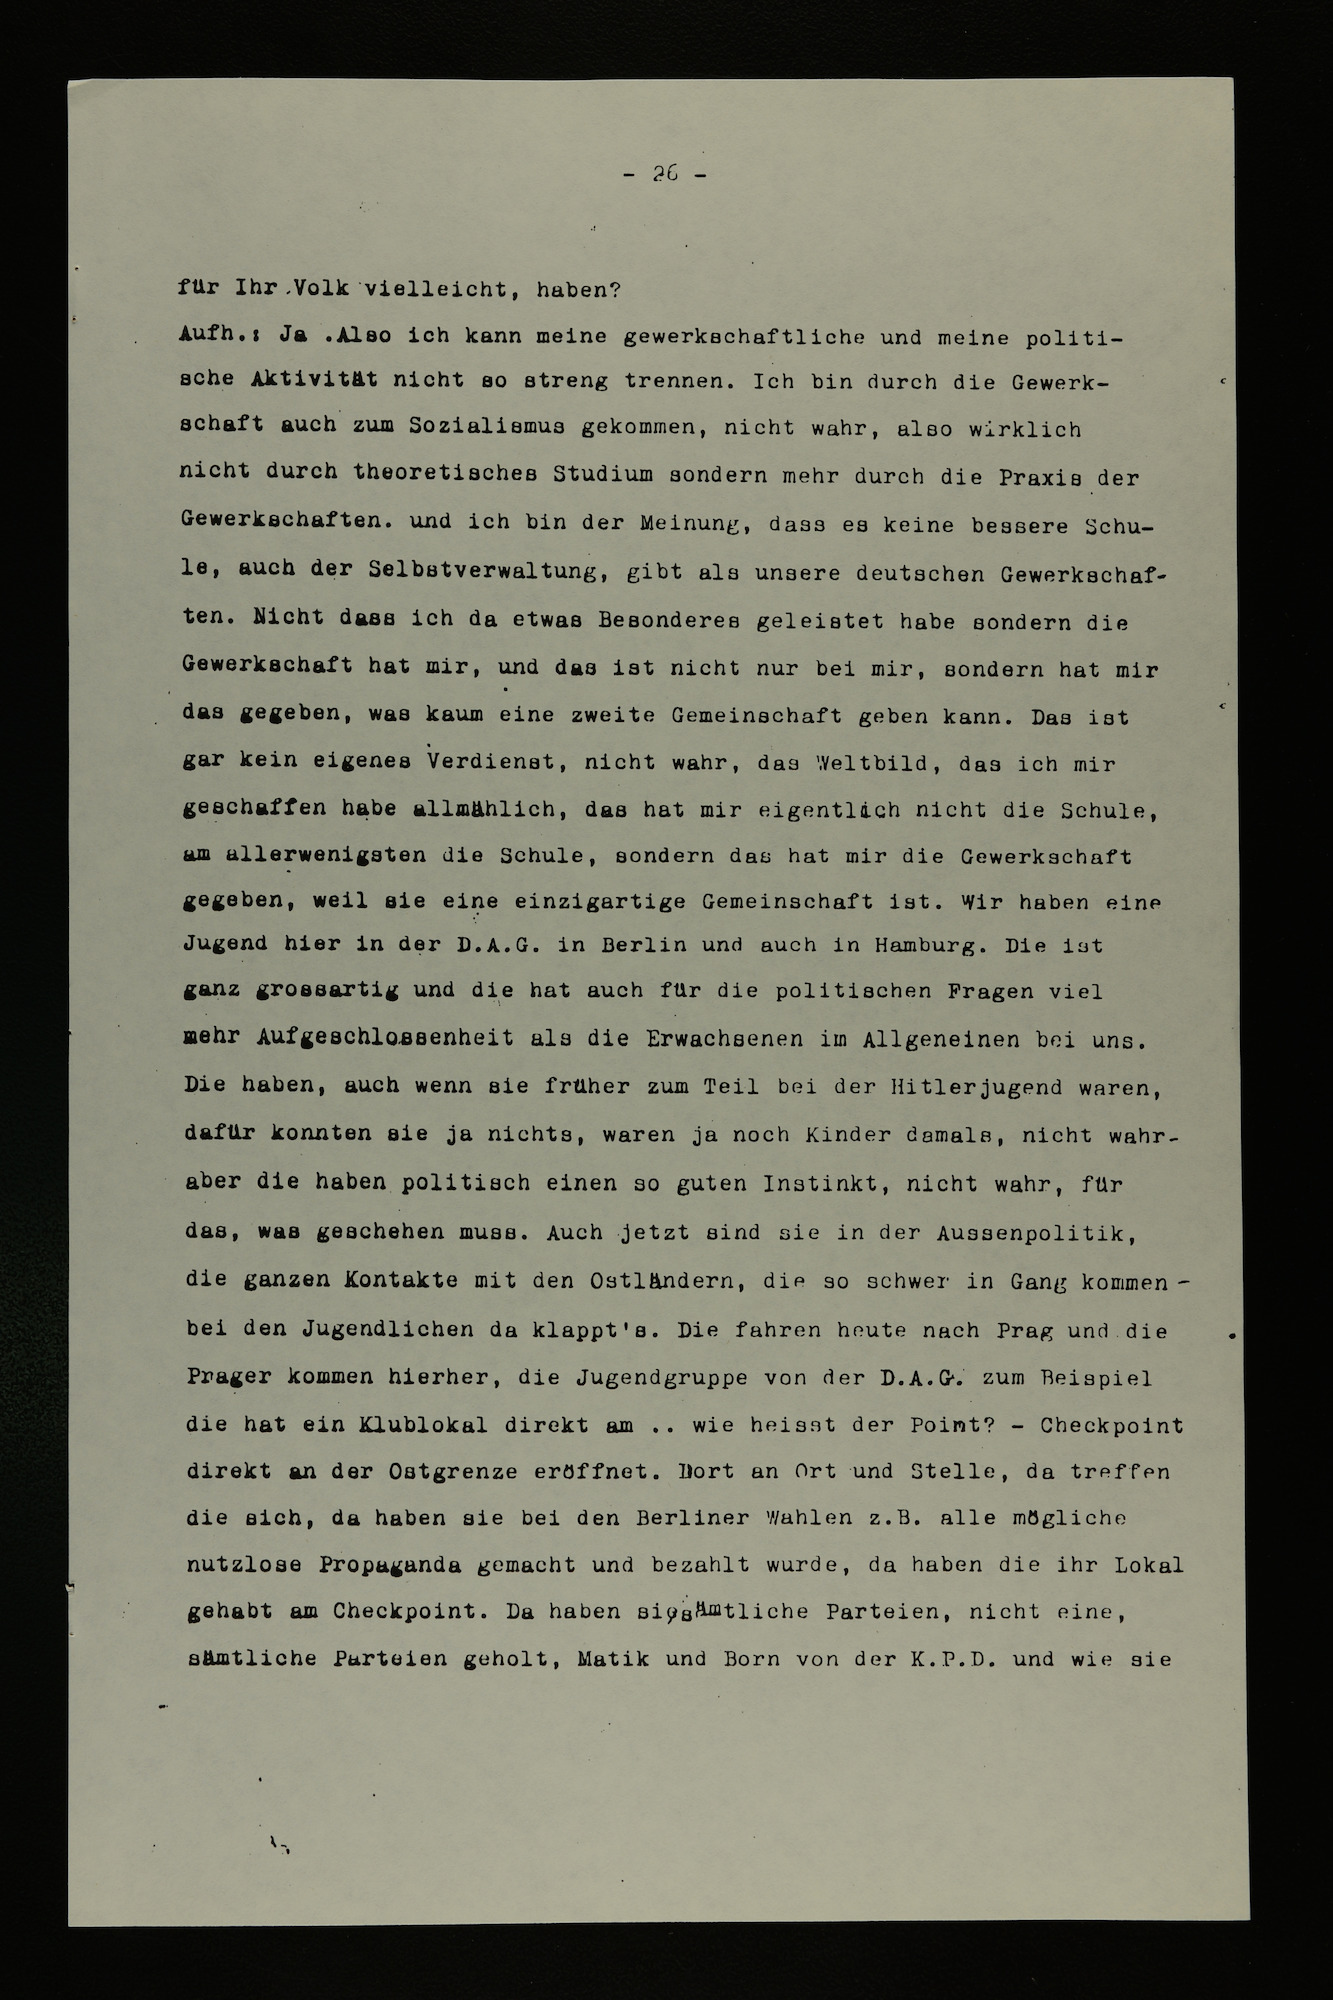 - 26 -
für Ihr Volk vielleicht, haben?
Aufh.: Ja .Also ich kann meine gewerkschaftliche und meine politi-
sche Aktivität nicht so streng trennen. Ich bin durch die Gewerk-
schaft auch zum Sozialismus gekommen, nicht wahr, also wirklich
nicht durch theoretisches Studium sondern mehr durch die Praxis der
Gewerkschaften. und ich bin der Meinung, dass es keine bessere Schu-
le, auch der Selbstverwaltung, gibt als unsere deutschen Gewerkschaf-
ten. Nicht dass ich da etwas Besonderes geleistet habe sondern die
Gewerkschaft hat mir, und das ist nicht nur bei mir, sondern hat mir
das gegeben, was kaum eine zweite Gemeinschaft geben kann. Das ist
gar kein eigenes Verdienst, nicht wahr, das Weltbild, das ich mir
geschaffen habe allmählich, das hat mir eigentlich nicht die Schule,
am allerwenigsten die Schule, sondern das hat mir die Gewerkschaft
gegeben, weil sie eine einzigartige Gemeinschaft ist. Wir haben eine
Jugend hier in der D.A.G. in Berlin und auch in Hamburg. Die ist
ganz grossartig und die hat auch für die politischen Fragen viel
mehr Aufgeschlossenheit als die Erwachsenen im Allgemeinen bei uns.
Die haben, auch wenn sie früher zum Teil bei der Hitlerjugend waren,
dafür konnten sie ja nichts, waren ja noch Kinder damals, nicht wahr-
aber die haben politisch einen so guten Instinkt, nicht wahr, für
das, was geschehen muss. Auch jetzt sind sie in der Aussenpolitik,
die ganzen Kontakte mit den Ostländern, die so schwer in Gang kommen -
bei den Jugendlichen da klappt's. Die fahren heute nach Prag und die
Prager kommen hierher, die Jugendgruppe von der D.A.G. zum Beispiel
die hat ein Klublokal direkt am .. wie heisst der Point? - Checkpoint
direkt an der Ostgrenze eröffnet. Dort an Ort und Stelle, da treffen
die sich, da haben sie bei den Berliner Wahlen z.B. alle mögliche
nutzlose Propaganda gemacht und bezahlt wurde, da haben die ihr Lokal
gehabt am Checkpoint. Da haben sie sämtliche Parteien, nicht eine,
sämtliche Parteien geholt, Matik und Born von der K.P.D. und wie sie